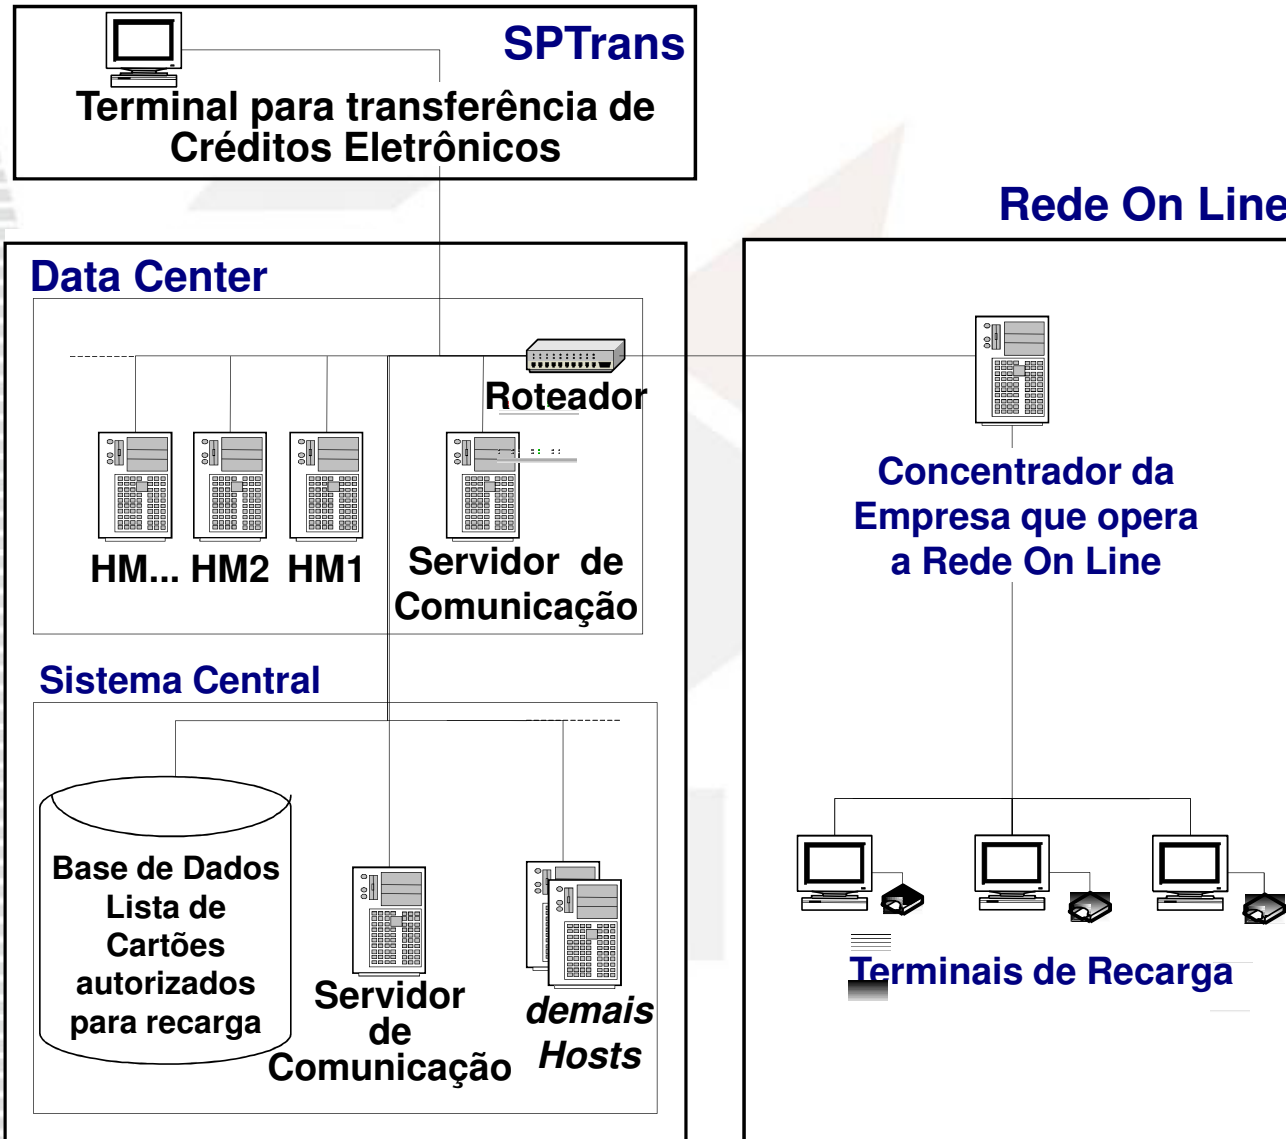 SPTrans
Terminal para transferência de
Créditos Eletrônicos
Rede On Line
Data Center
Roteador
HM... HM2 HM1
Servidor de
Comunicação
Concentrador da
Empresa que opera
a Rede On Line
Sistema Central
Base de Dados
Lista de
Cartões
autorizados
para recarga
Servidor
de
Comunicação
demais
Hosts
Terminais de Recarga